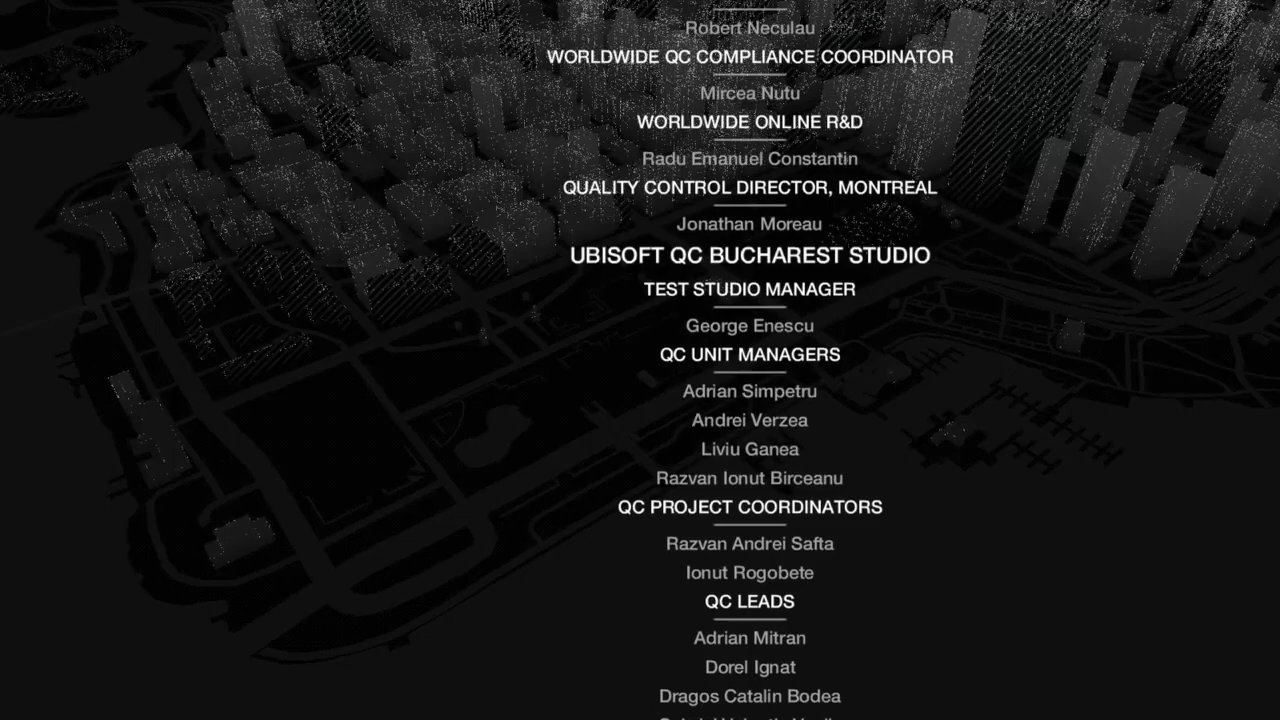 Robert Neculau
WORLDWIDE QC COMPLIANCE COORDINATOR
Mircea Nutu
WORLDWIDE ONLINE R&D
Radu Emanuel Constantin
QUALITY CONTROL DIRECTOR, MONTREAL
Jonathan Moreau
UBISOFT QC BUCHAREST STUDIO
TEST STUDIO MANAGER
George Enescu
QC UNIT MANAGERS
Adrian Simpetru
Andrei Verzea
Liviu Ganea
Razvan Ionut Birceanu
QC PROJECT COORDINATORS
Razvan Andrei Safta
Ionut Rogobete
QC LEADS
Adrian Mitran
Dorel Ignat
Dragos Catalin Bodea